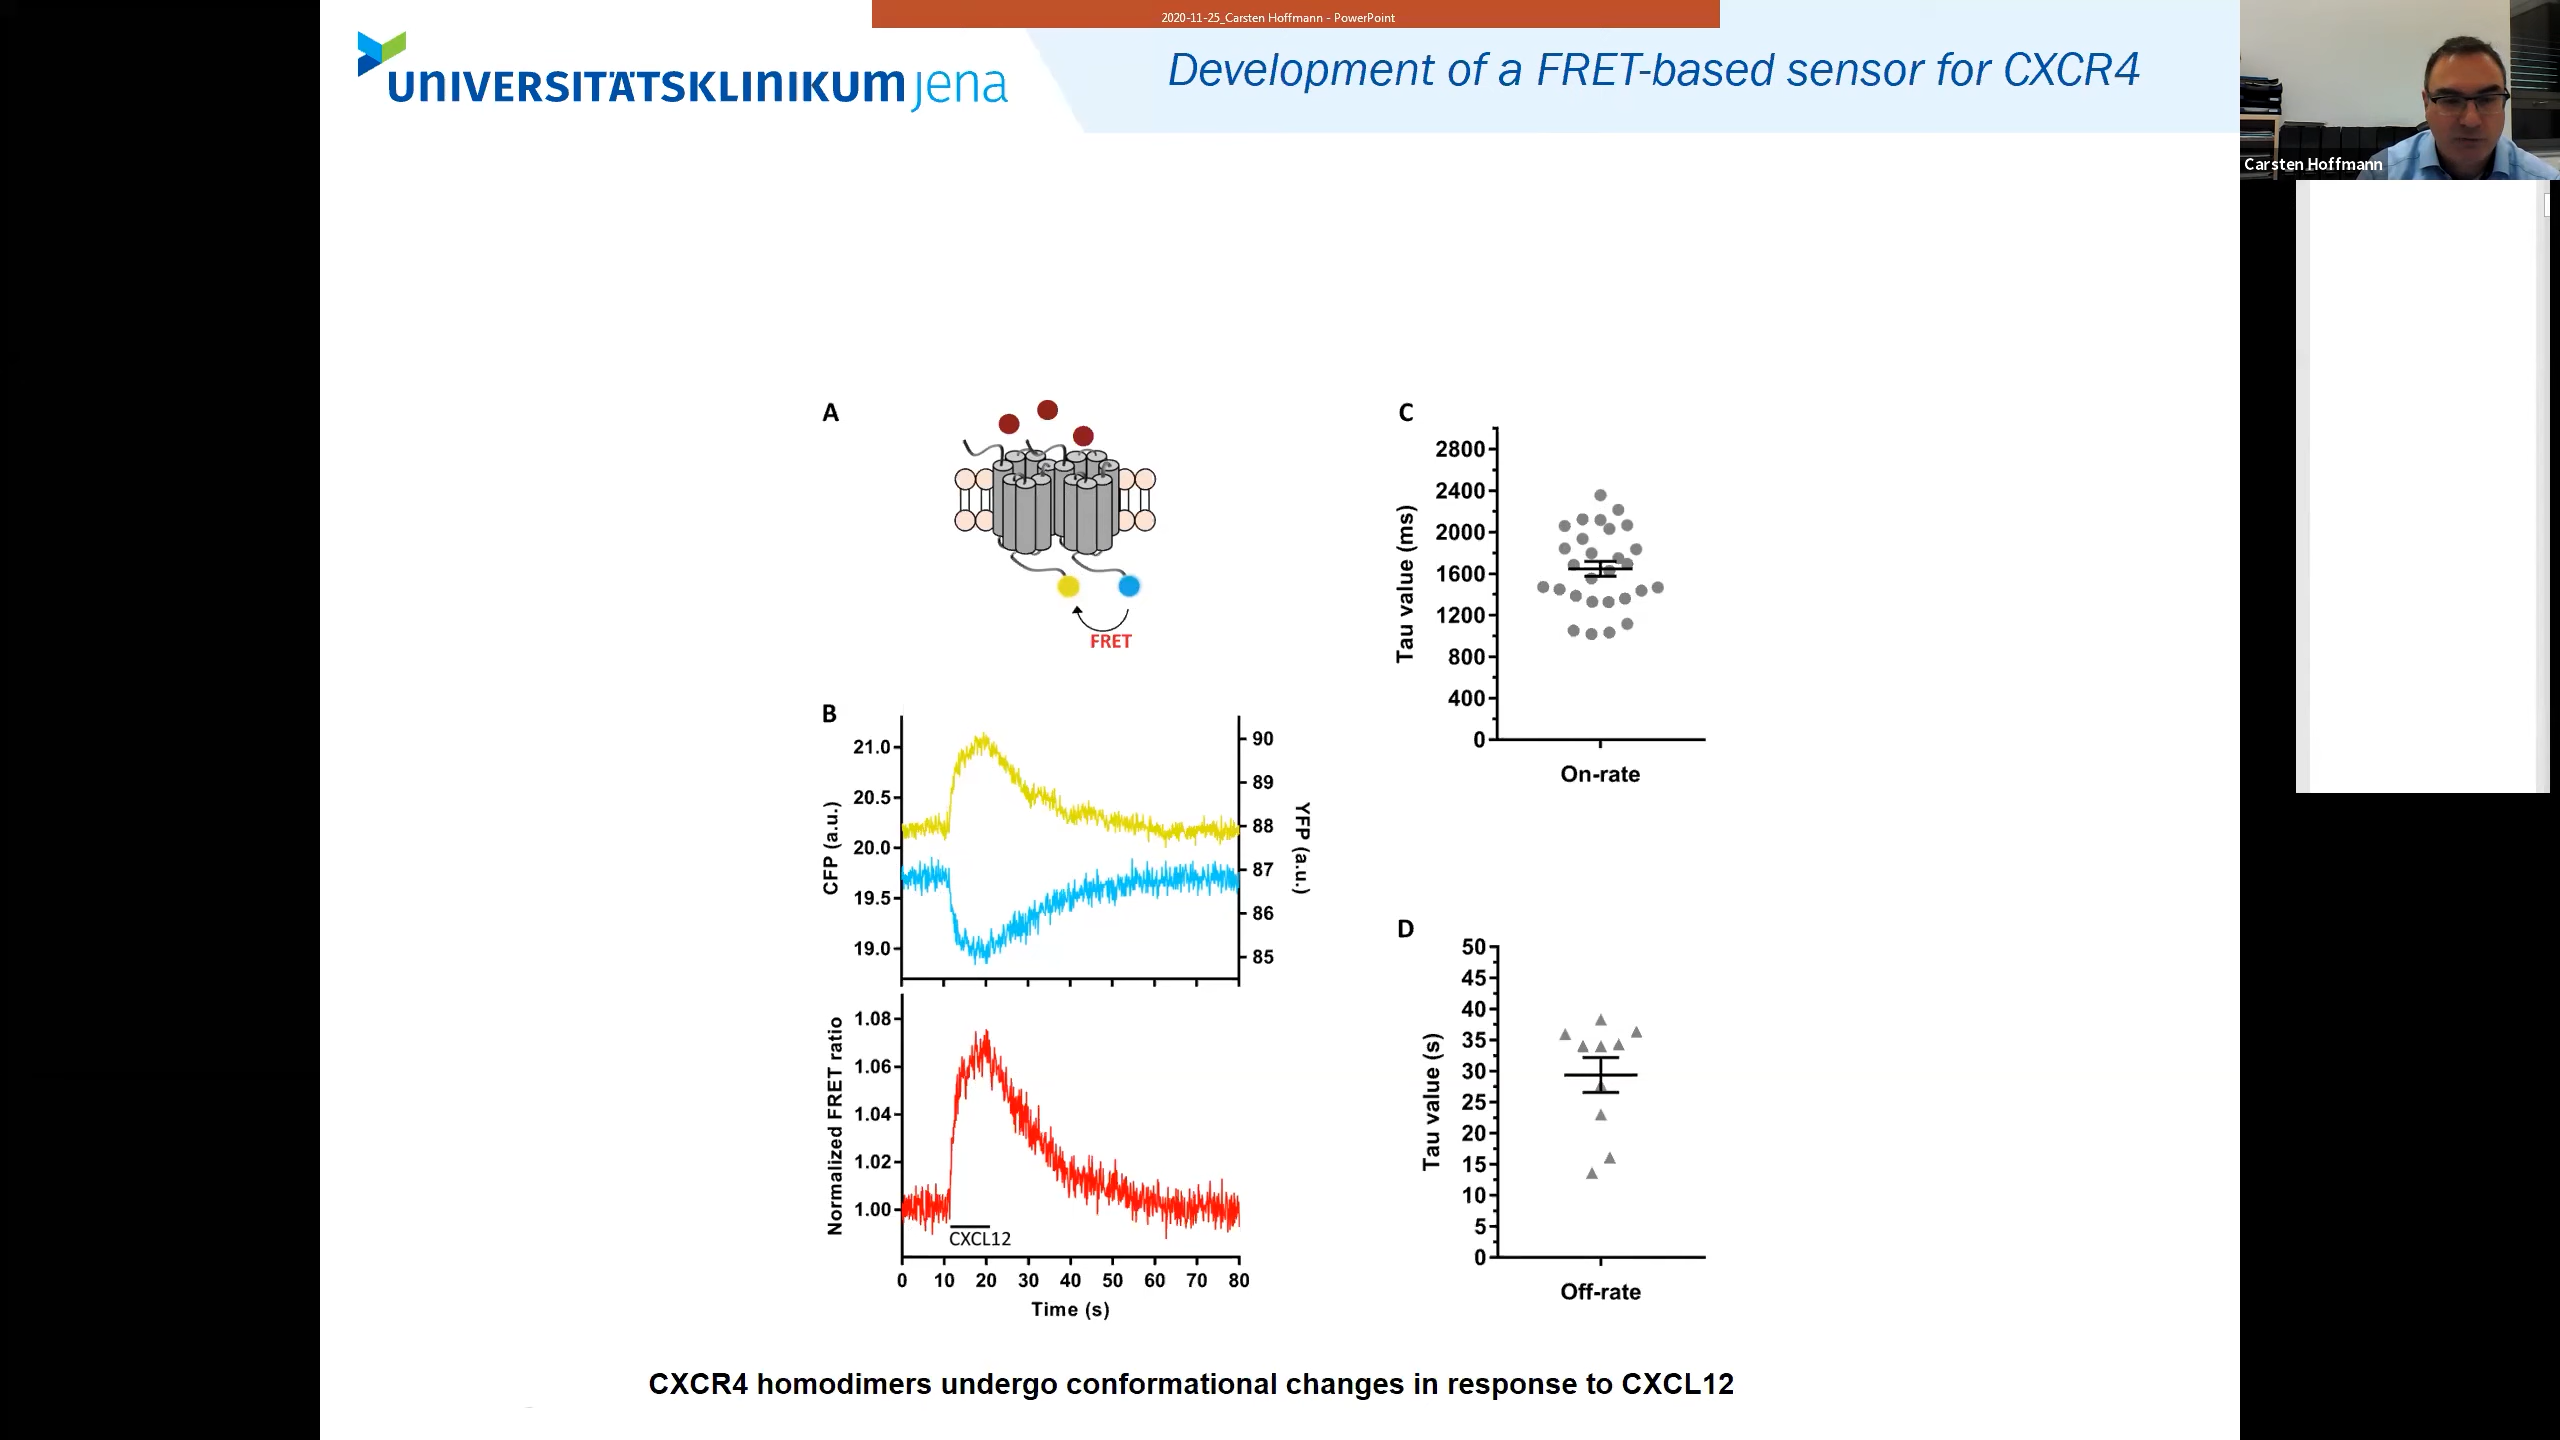 2020-11-25_Carsten Hoffmann - PowerPoint
UNIVERSITÄTSKLINIKUM jena
Development of a FRET-based sensor for CXCR4
Carsten Hoffmann
A
FRET
B
21.0
20.5
20.0
19.5
19.0
CFP (a.u.)
90
89
88
87
86
85
YFP (a.u.)
1.08
1.06
1.04
1.02
1.00
Normalized FRET ratio
CXCL12
0 10 20 30 40 50 60 70 80
Time (s)
C
2800
2400
2000
1600
1200
800
400
0
Tau value (ms)
On-rate
D
50
45
40
35
30
25
20
15
10
5
0
Tau value (s)
Off-rate
CXCR4 homodimers undergo conformational changes in response to CXCL12